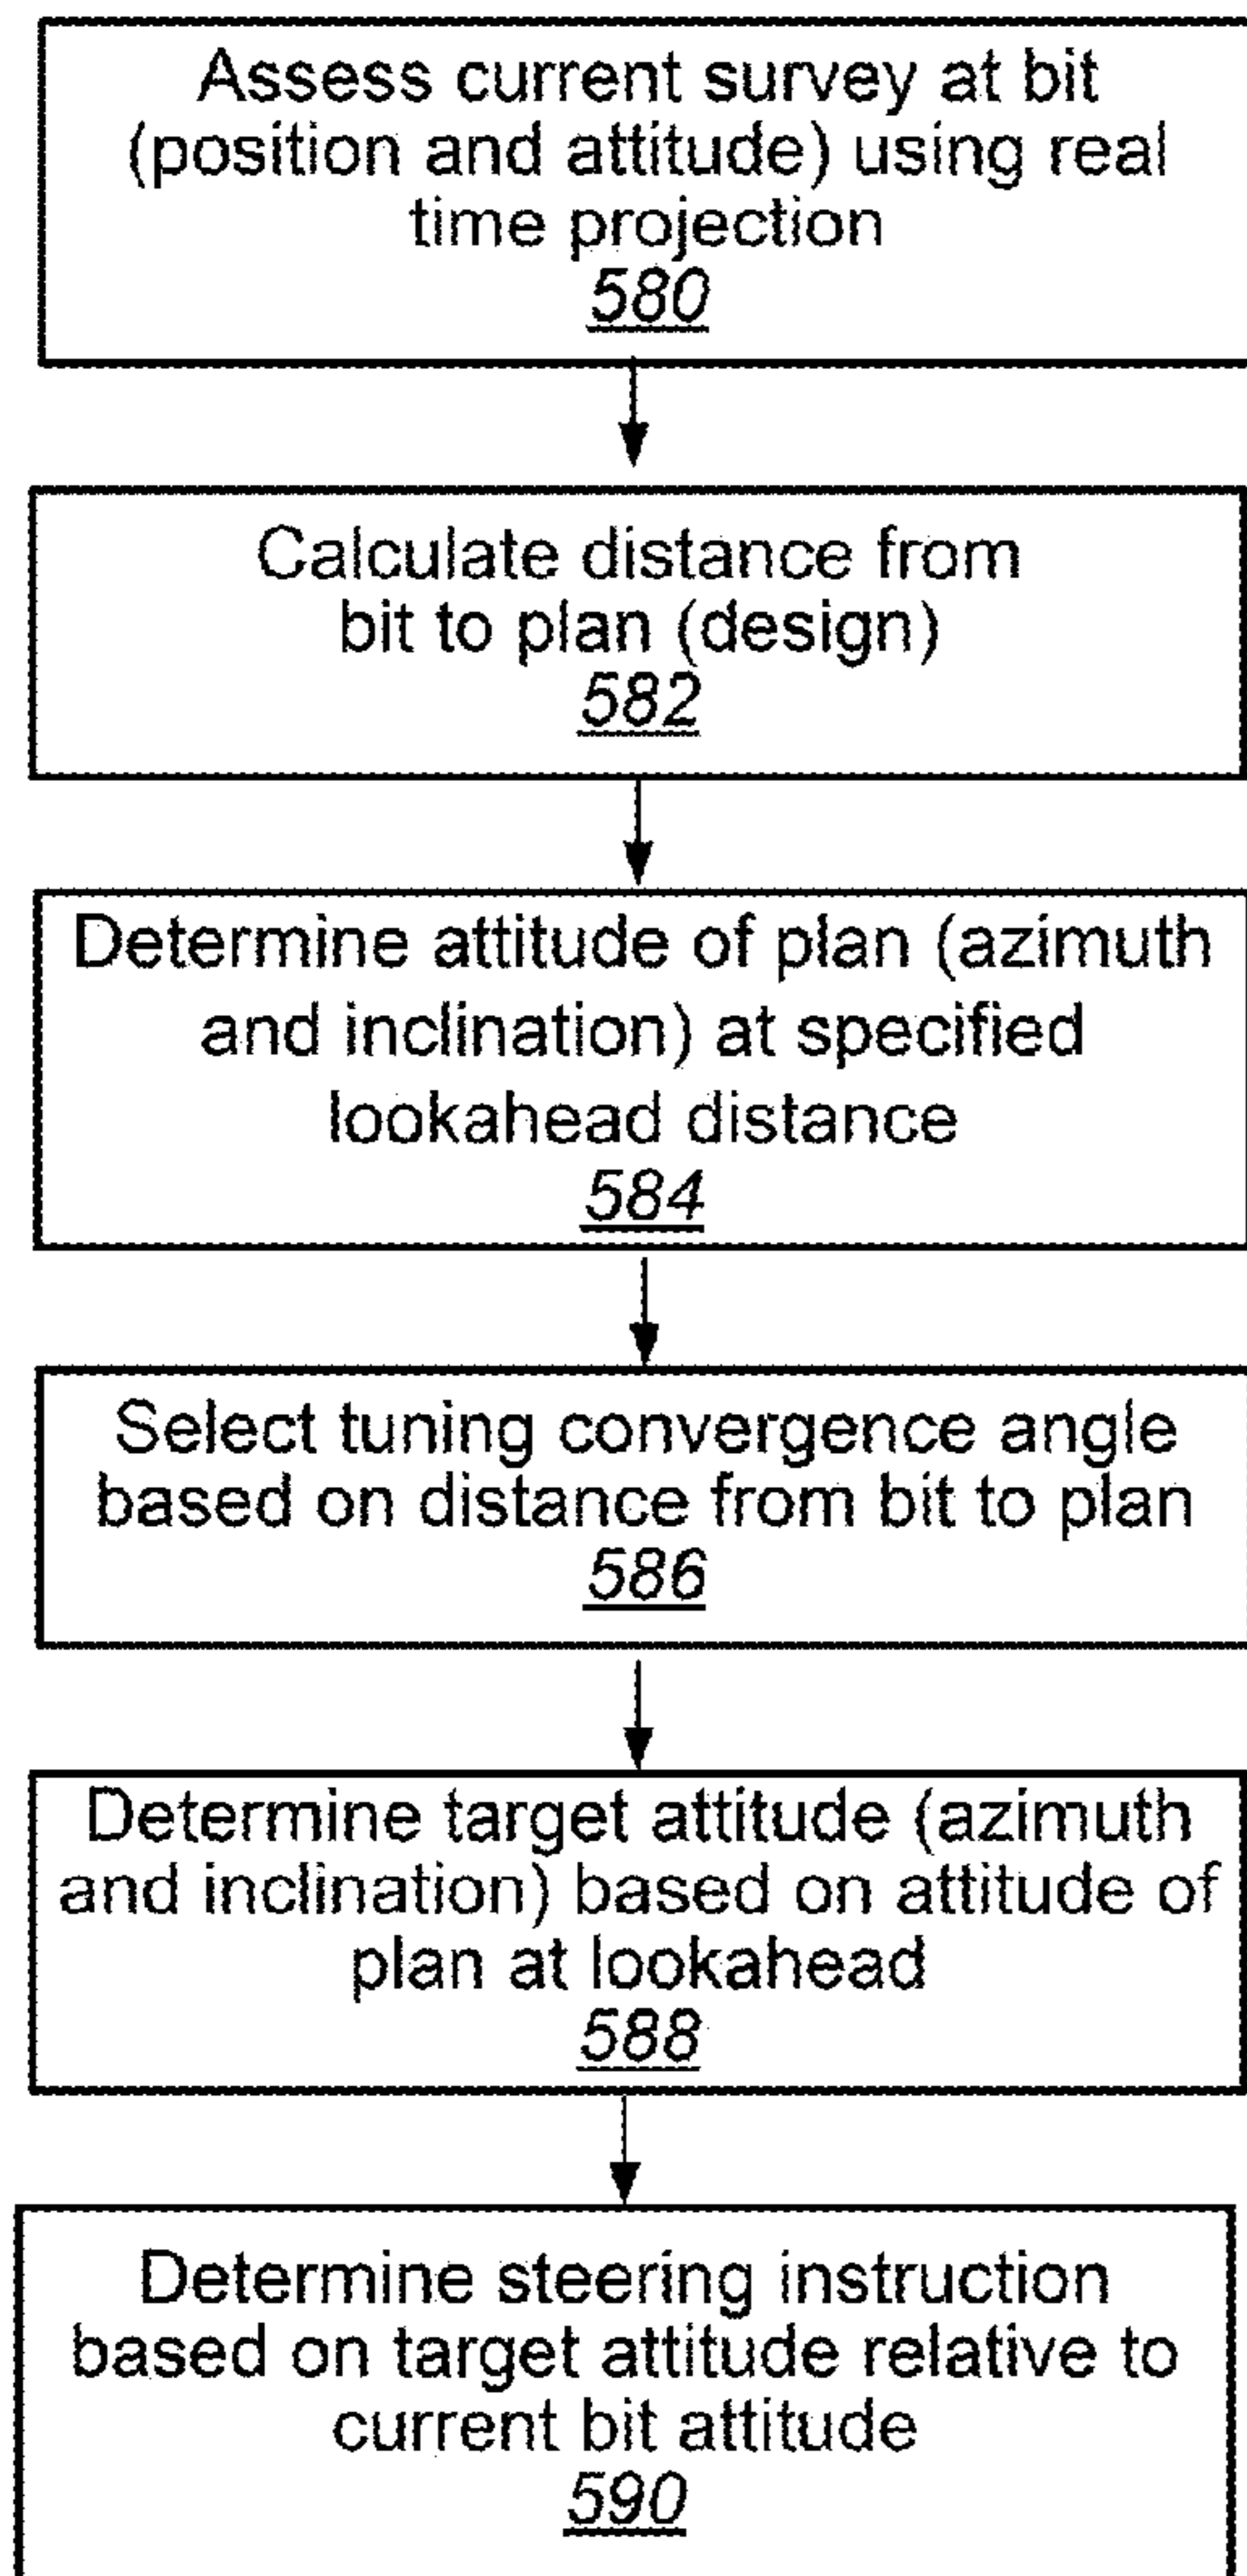 Assess current survey at bit
(position and attitude) using real
time projection
580
Calculate distance from
bit to plan (design)
582
Determine attitude of plan (azimuth
and inclination) at specified
lookahead distance
584
Select tuning convergence angle
based on distance from bit to plan
586
Determine target attitude (azimuth
and inclination) based on attitude of
plan at lookahead
588
Determine steering instruction
based on target attitude relative to
current bit attitude
590